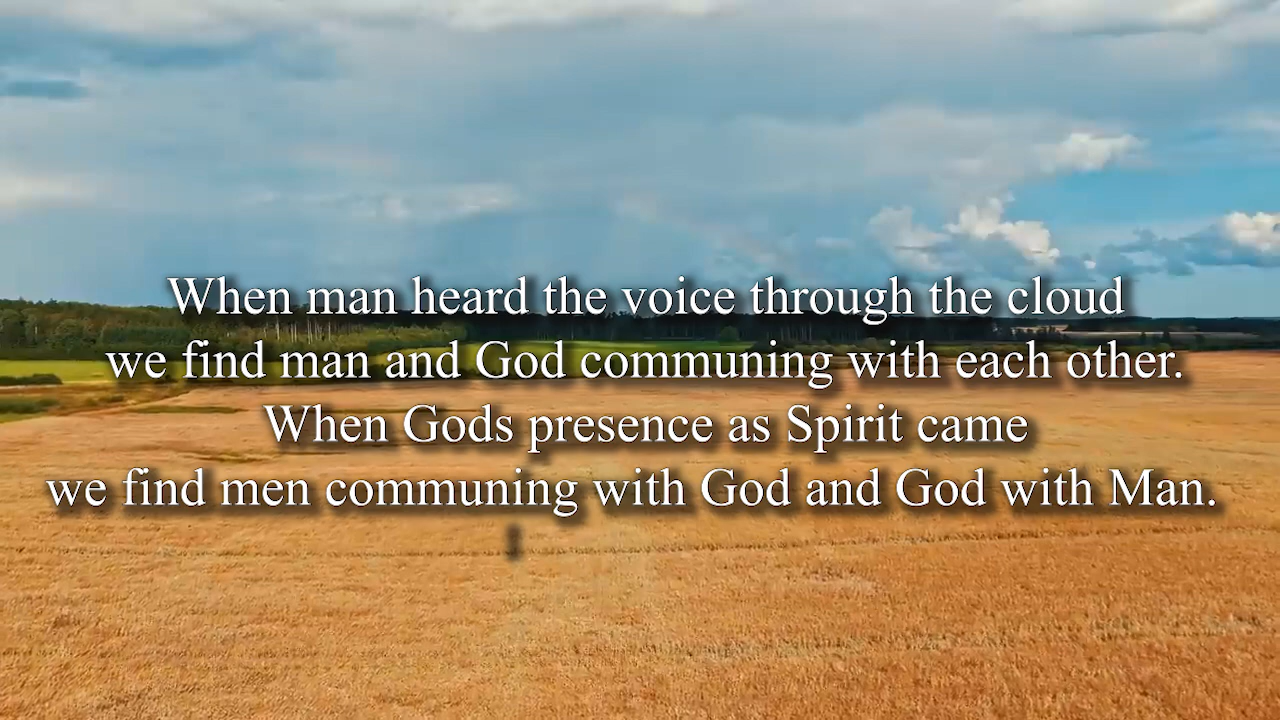 When man heard the voice through the cloud
we find man and God communing with each other.
When Gods presence as Spirit came
we find men communing with God and God with Man.